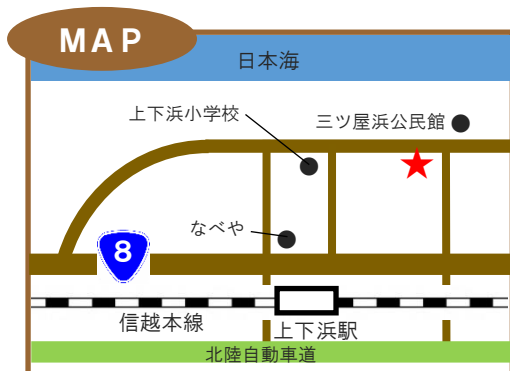 MAP
日本海
上下浜小学校
三ツ屋浜公民館
なべや
8
信越本線
上下浜駅
北陸自動車道